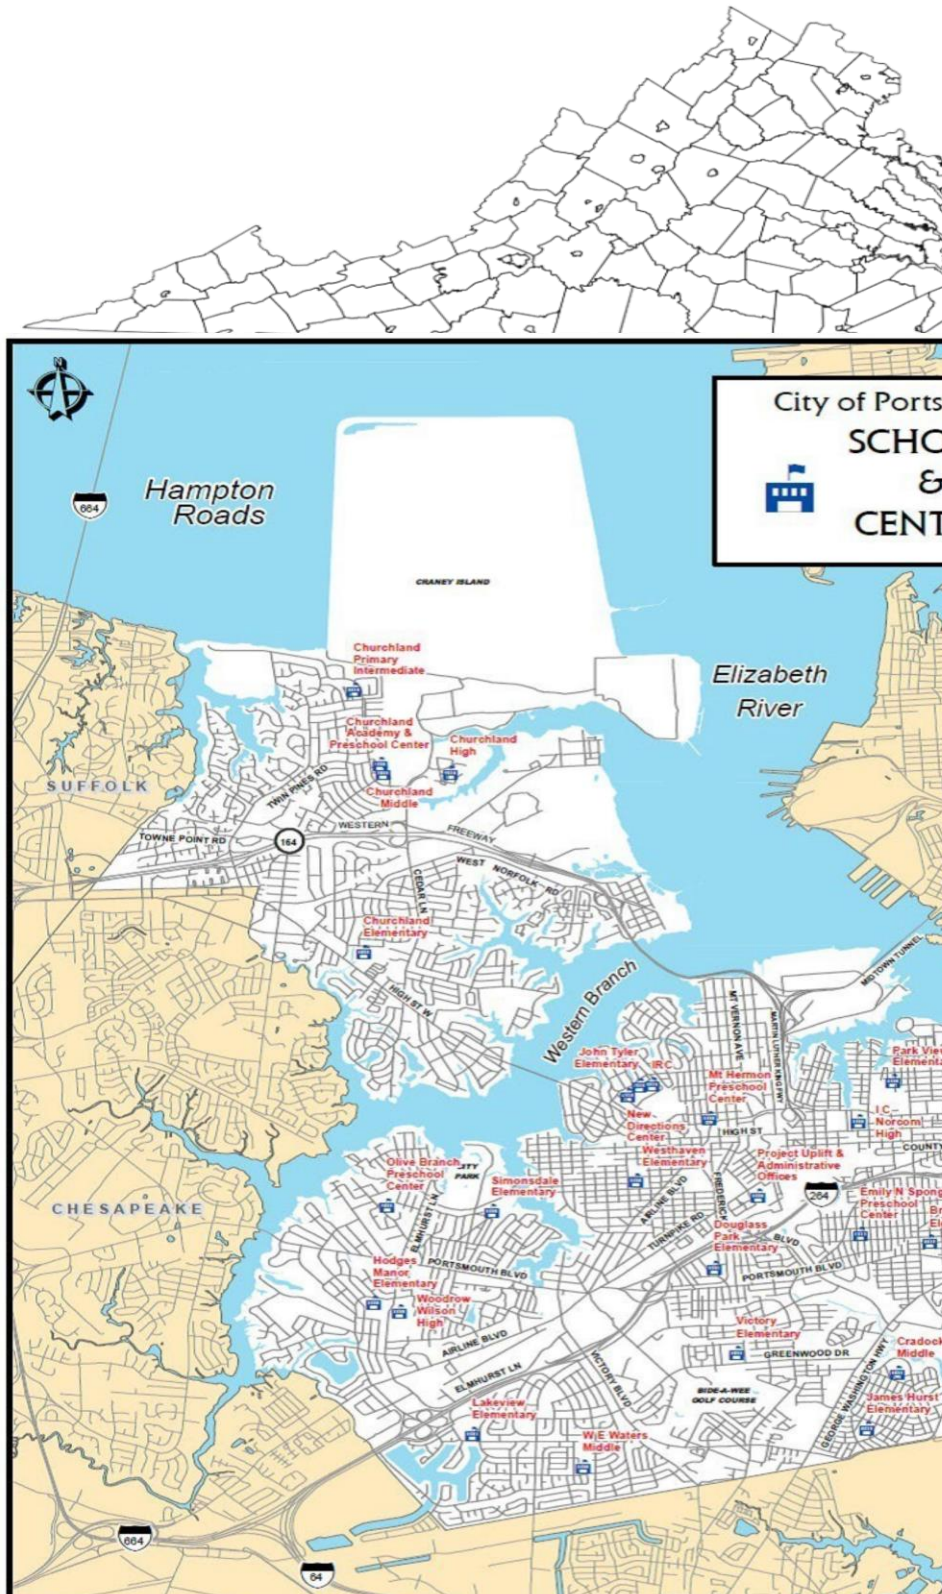 City of Ports
SCHO
&
CENT
664
Hampton
Roads
CRANEY ISLAND
Churchland
Primary
Intermediate
Elizabeth
River
Churchland
Academy &
Preschool Center
Churchland
High
SUFFOLK
TWIN PINES RD
Churchland
Middle
TOWNE POINT RD
164
WESTERN
FREEWAY
WEST NORFOLK RD
CEDAR LN
Churchland
Elementary
MIDTOWN TUNNEL
HIGH ST W
Western Branch
MT VERNON AVE
MARTIN LUTHER KING FWY
John Tyler
Elementary
IRC
Park View
Elementa
Mt Hermon
Preschool
Center
New
Directions
Center
I C
Norcom
High
HIGH ST
COUNTY
Westhaven
Elementary
Project Uplift &
Administrative
Offices
Olive Branch
Preschool
Center
CITY
PARK
Simonsdale
Elementary
264
Emily N Spong
Preschool
Center
Br
El
CHESAPEAKE
ELMHURST LN
AIRLINE BLVD
FREDERICK
BLVD
TURNPIKE RD
Douglass
Park
Elementary
Hodges
Manor
Elementary
PORTSMOUTH BLVD
PORTSMOUTH BLVD
Woodrow
Wilson
High
Victory
Elementary
AIRLINE BLVD
GREENWOOD DR
Cradock
Middle
ELMHURST LN
VICTORY BLVD
BIDE-A-WEE
GOLF COURSE
GEORGE WASHINGTON HWY
James Hurst
Elementary
Lakeview
Elementary
W E Waters
Middle
664
64